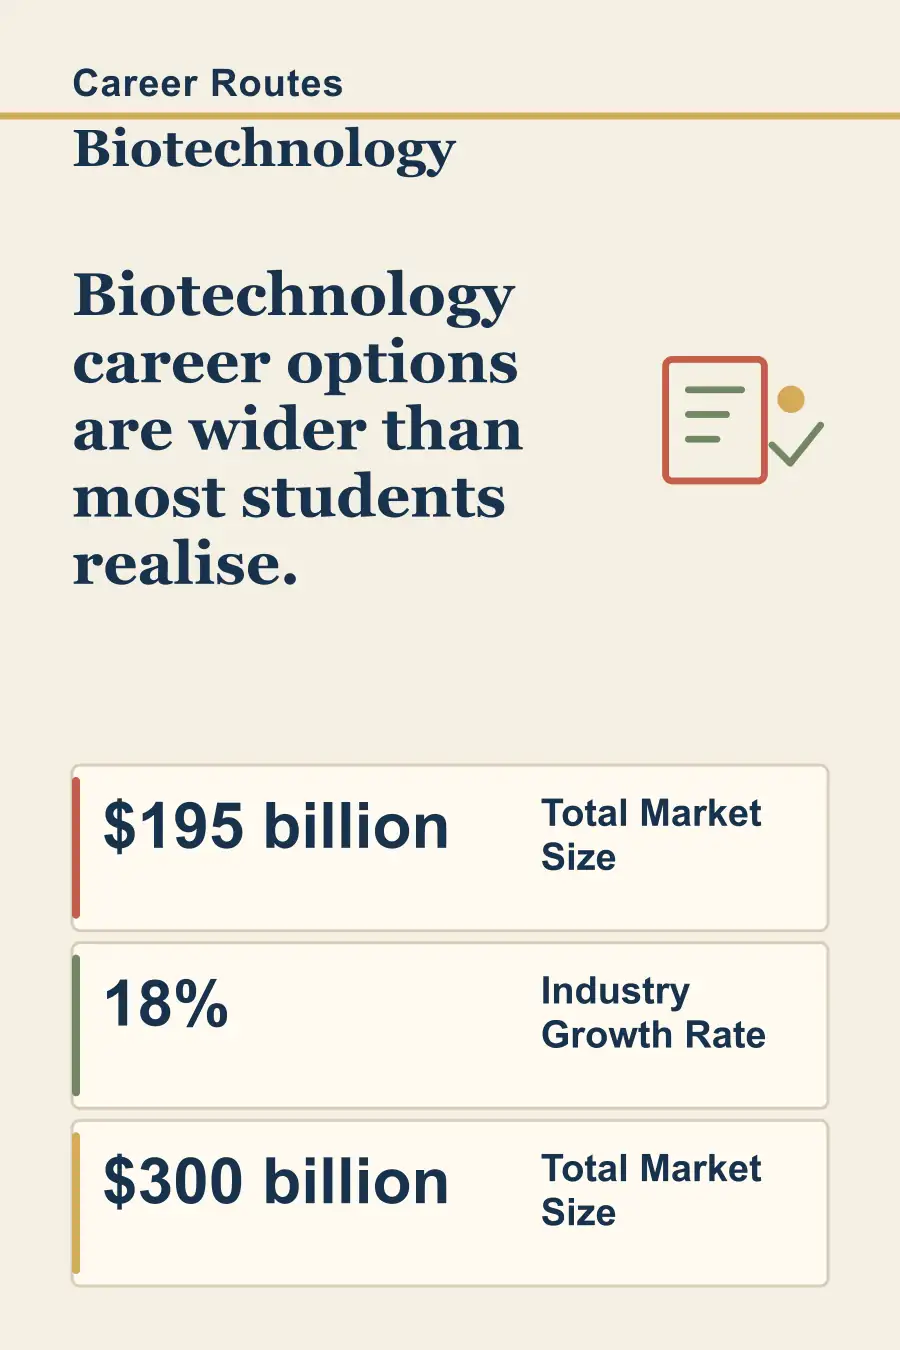 Career Routes
Biotechnology
Biotechnology
career options
are wider than
most students
realise.
$195 billion
Total Market
Size
18%
Industry
Growth Rate
$300 billion
Total Market
Size